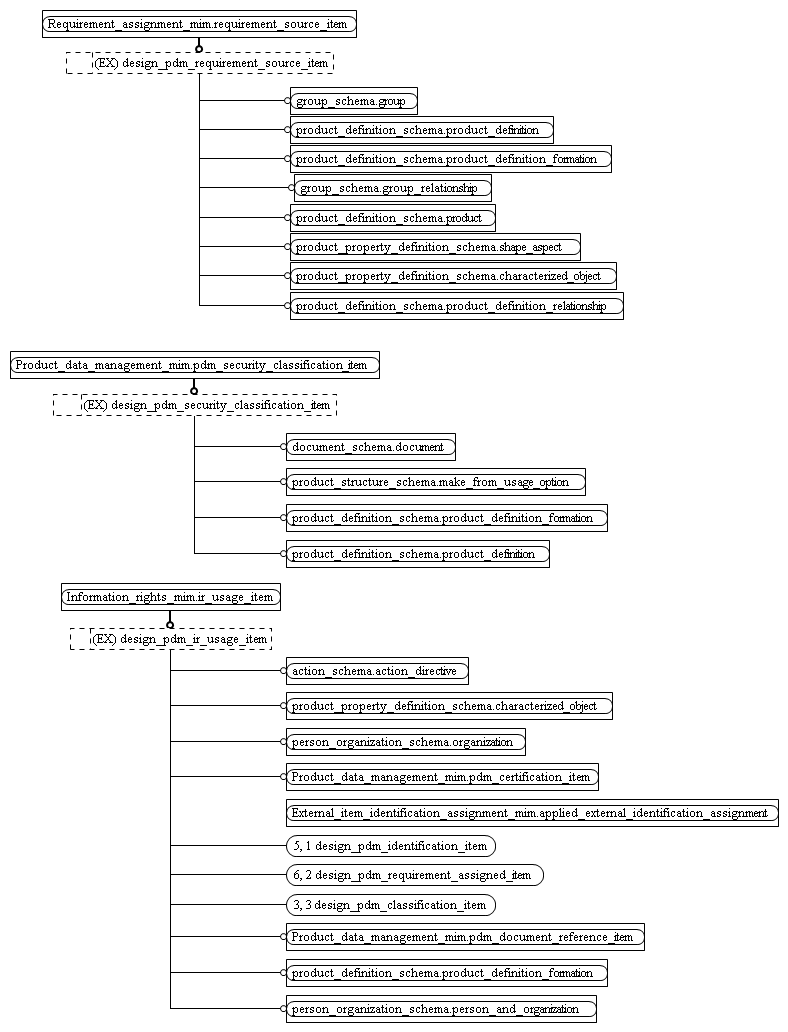 Requirement_assignment_mim.requirement_source_item
(EX) design_pdm_requirement_source_item
group_schema.group
product_definition_schema.product_definition
product_definition_schema.product_definition_formation
group_schema.group_relationship
product_definition_schema.product
product_property_definition_schema.shape_aspect
product_property_definition_schema.characterized_object
product_definition_schema.product_definition_relationship
Product_data_management_mim.pdm_security_classification_item
(EX) design_pdm_security_classification_item
document_schema.document
product_structure_schema.make_from_usage_option
product_definition_schema.product_definition_formation
product_definition_schema.product_definition
Information_rights_mim.ir_usage_item
(EX) design_pdm_ir_usage_item
action_schema.action_directive
product_property_definition_schema.characterized_object
person_organization_schema.organization
Product_data_management_mim.pdm_certification_item
External_item_identification_assignment_mim.applied_external_identification_assignment
5, 1 design_pdm_identification_item
6, 2 design_pdm_requirement_assigned_item
3, 3 design_pdm_classification_item
Product_data_management_mim.pdm_document_reference_item
product_definition_schema.product_definition_formation
person_organization_schema.person_and_organization